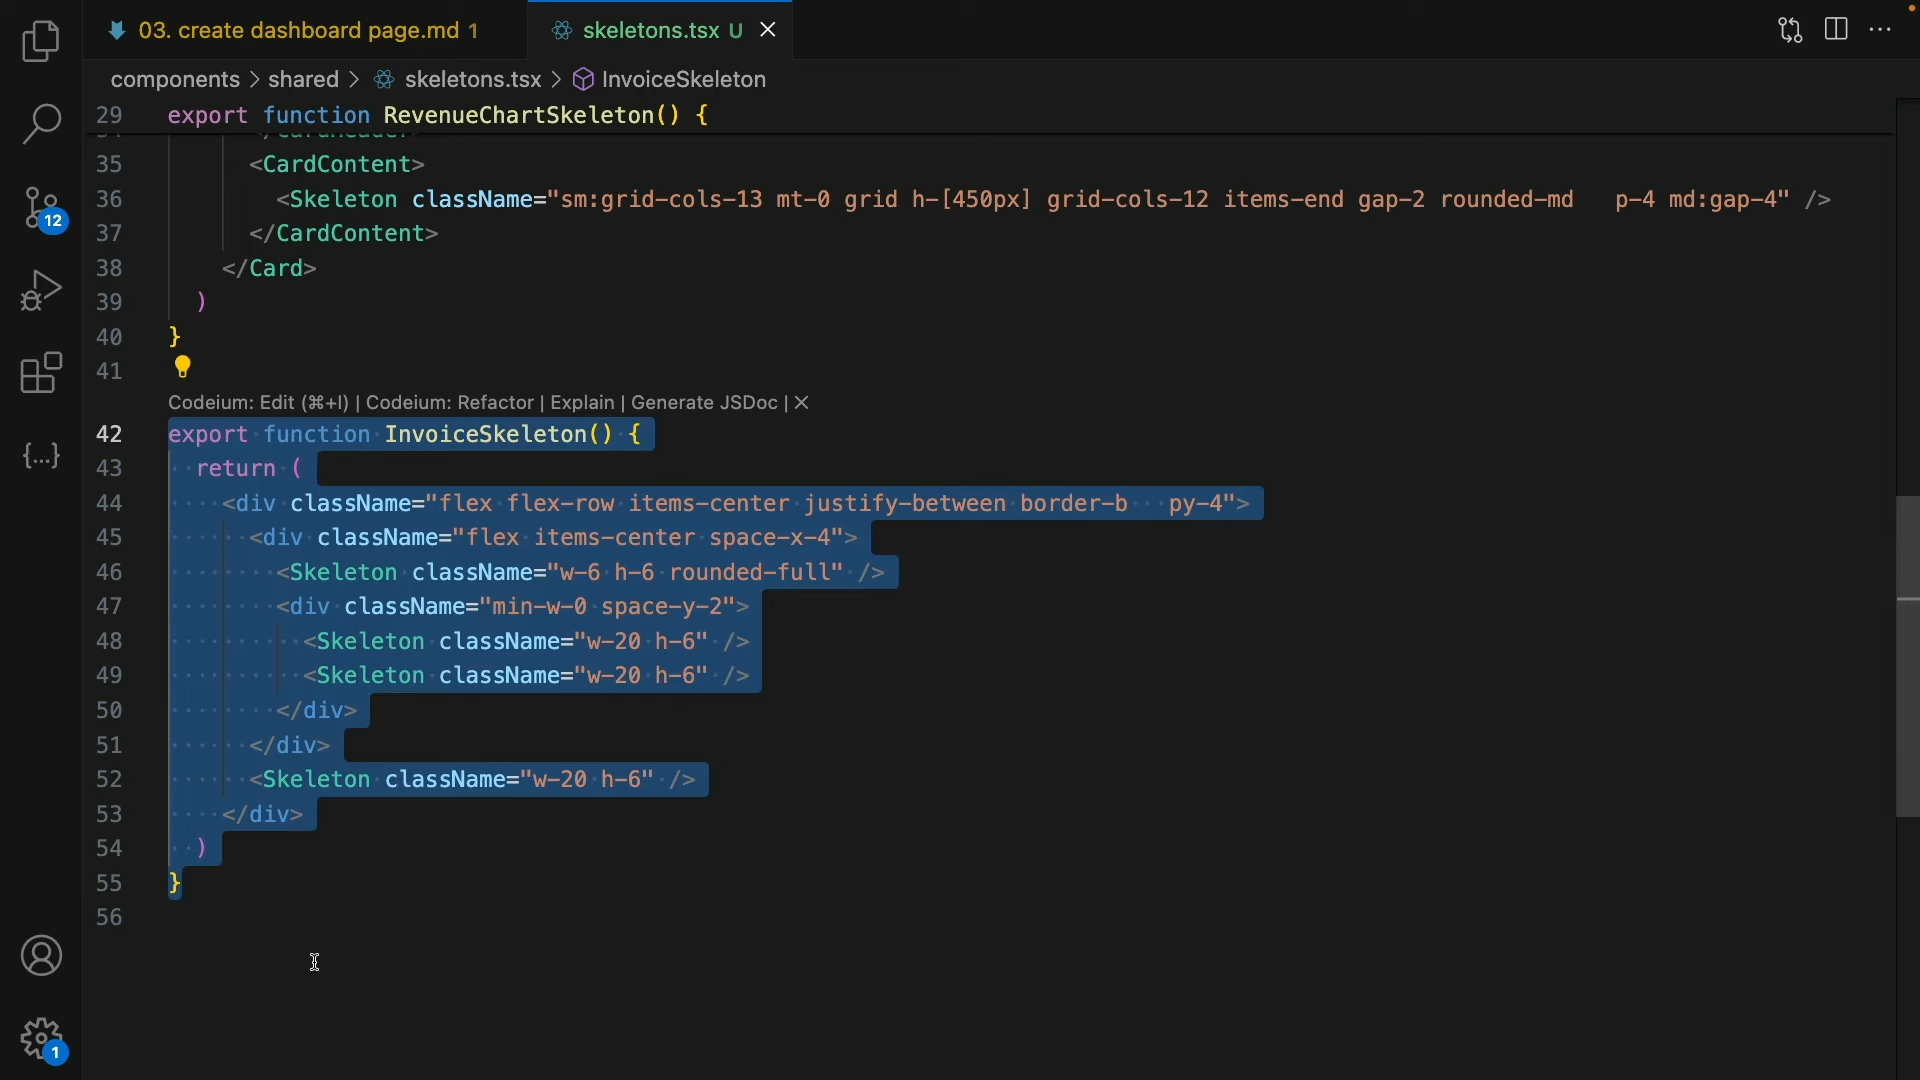 03. create dashboard page.md 1
skeletons.tsx U
components > shared > skeletons.tsx > InvoiceSkeleton
29 export function RevenueChartSkeleton() {
35 <CardContent>
36 <Skeleton className="sm:grid-cols-13 mt-0 grid h-[450px] grid-cols-12 items-end gap-2 rounded-md   p-4 md:gap-4" />
37 </CardContent>
38 </Card>
39 )
40 }
41
Codeium: Edit (⌘+I) | Codeium: Refactor | Explain | Generate JSDoc | ×
42 export function InvoiceSkeleton() {
43 return (
44 <div className="flex flex-row items-center justify-between border-b   py-4">
45 <div className="flex items-center space-x-4">
46 <Skeleton className="w-6 h-6 rounded-full" />
47 <div className="min-w-0 space-y-2">
48 <Skeleton className="w-20 h-6" />
49 <Skeleton className="w-20 h-6" />
50 </div>
51 </div>
52 <Skeleton className="w-20 h-6" />
53 </div>
54 )
55 }
56
12
1